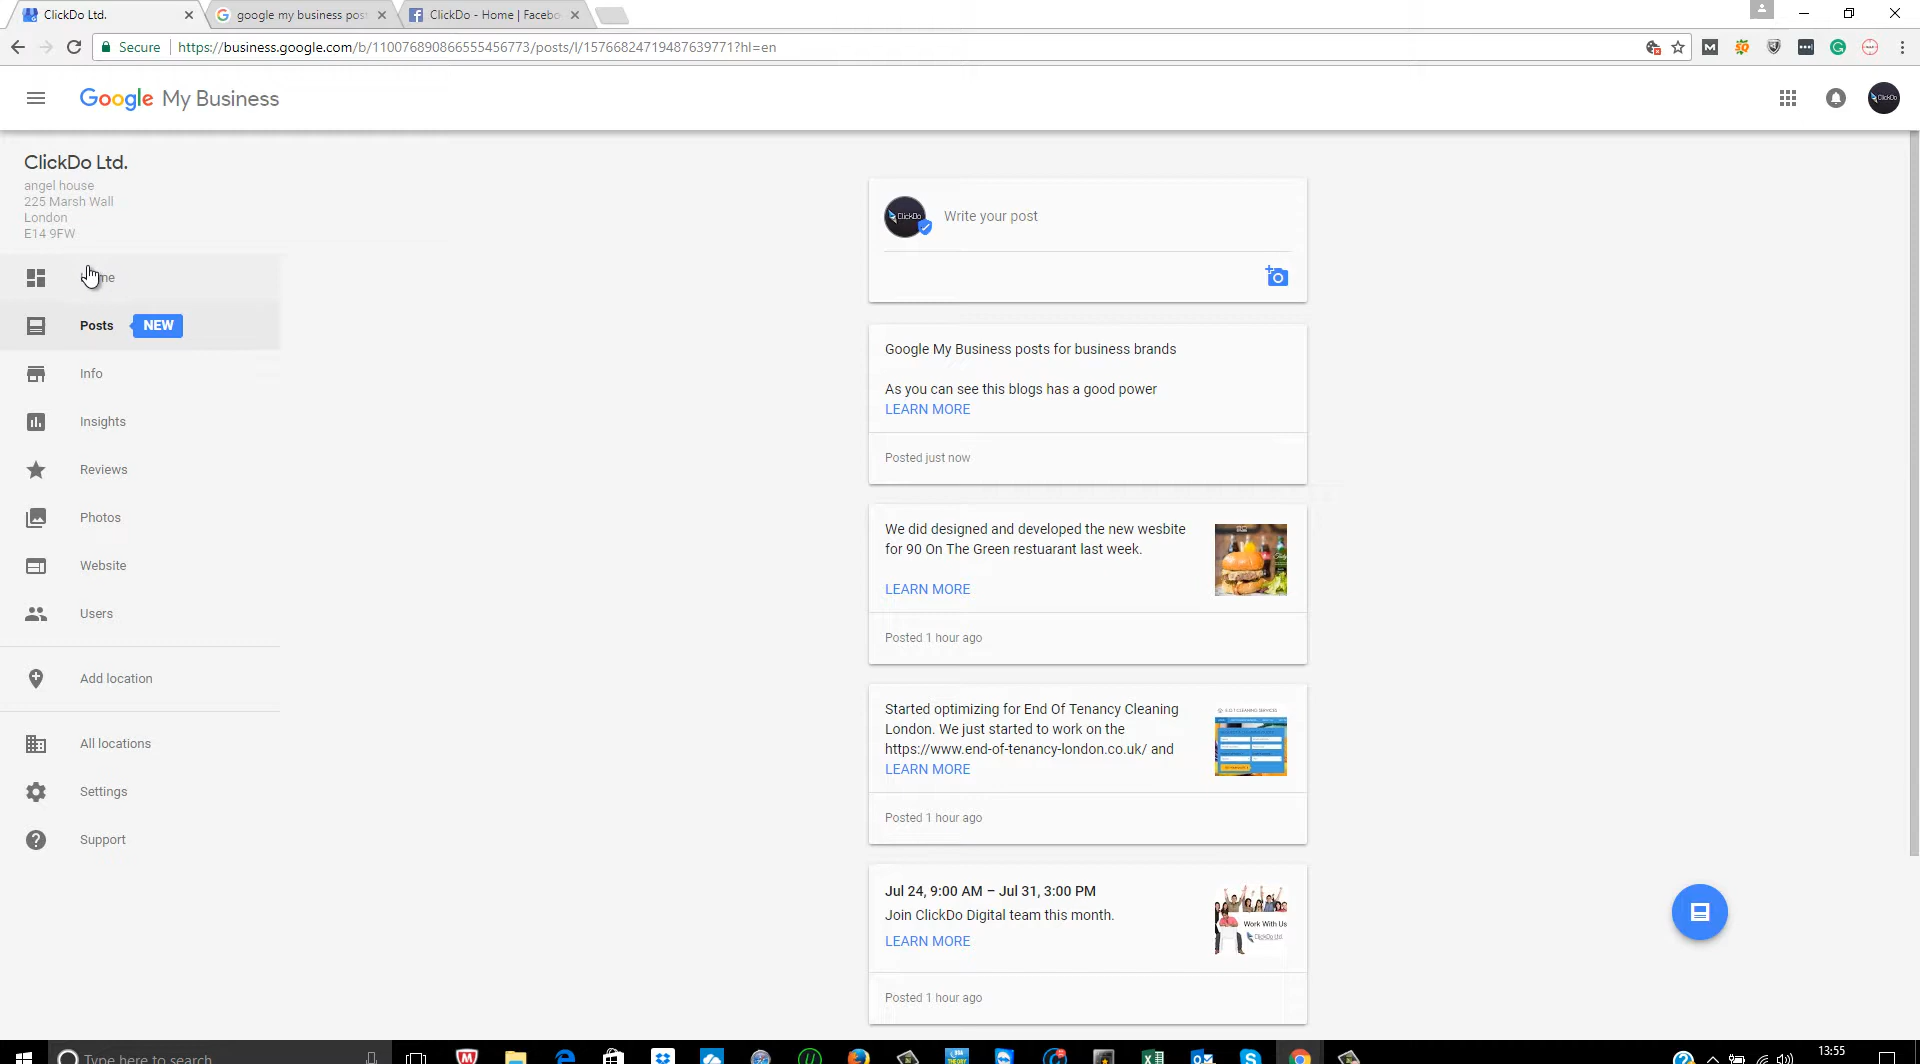 ClickDo Ltd.
google my business pos
ClickDo - Home | Facebo
Secure
https://business.google.com/b/110076890866555456773/posts/l/15766824719487639771?hl=en
Google My Business
ClickDo
ClickDo Ltd.
angel house
225 Marsh Wall
London
E14 9FW
Home
Posts
NEW
Info
Insights
Reviews
Photos
Website
Users
Add location
All locations
Settings
Support
ClickDo
Write your post
Google My Business posts for business brands
As you can see this blogs has a good power
LEARN MORE
Posted just now
We did designed and developed the new wesbite
for 90 On The Green restuarant last week.
LEARN MORE
Posted 1 hour ago
Started optimizing for End Of Tenancy Cleaning
London. We just started to work on the
https://www.end-of-tenancy-london.co.uk/ and
LEARN MORE
Posted 1 hour ago
Jul 24, 9:00 AM – Jul 31, 3:00 PM
Join ClickDo Digital team this month.
LEARN MORE
Work With Us
ClickDo Ltd.
Posted 1 hour ago
Type here to search
13:55